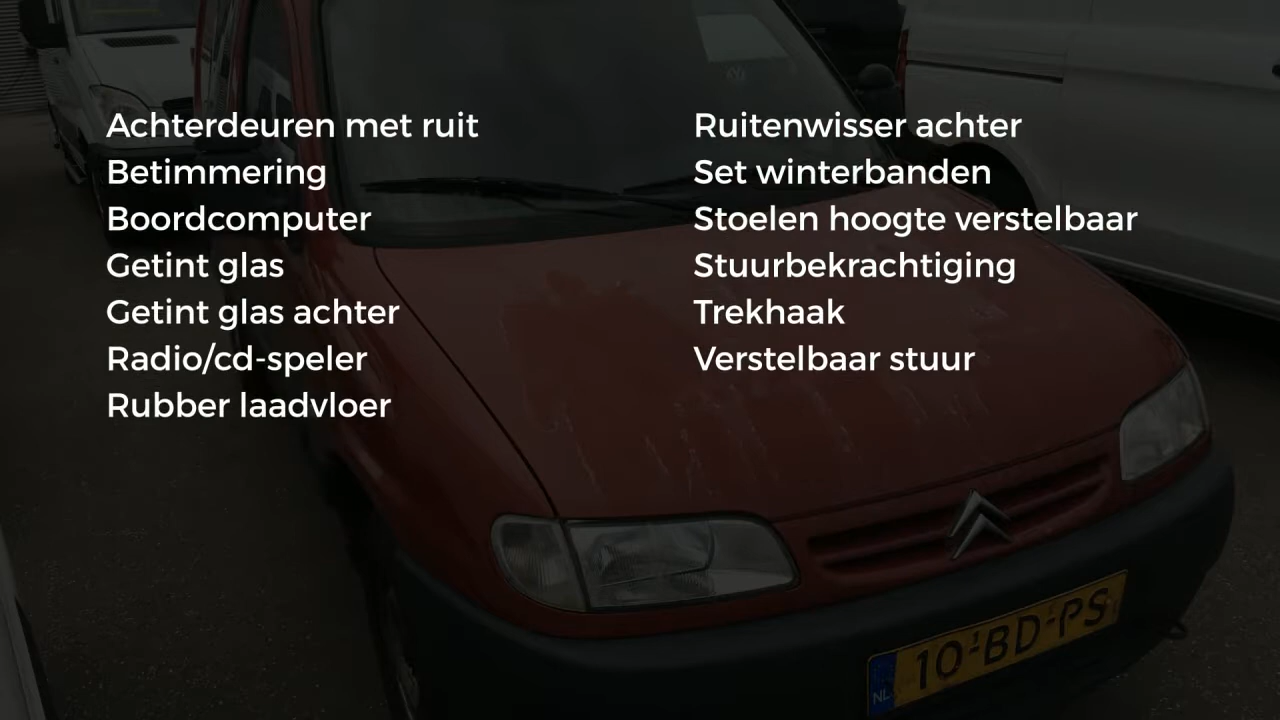 Achterdeuren met ruit
Betimmering
Boordcomputer
Getint glas
Getint glas achter
Radio/cd-speler
Rubber laadvloer
Ruitenwisser achter
Set winterbanden
Stoelen hoogte verstelbaar
Stuurbekrachtiging
Trekhaak
Verstelbaar stuur
10-BD-PS
NL